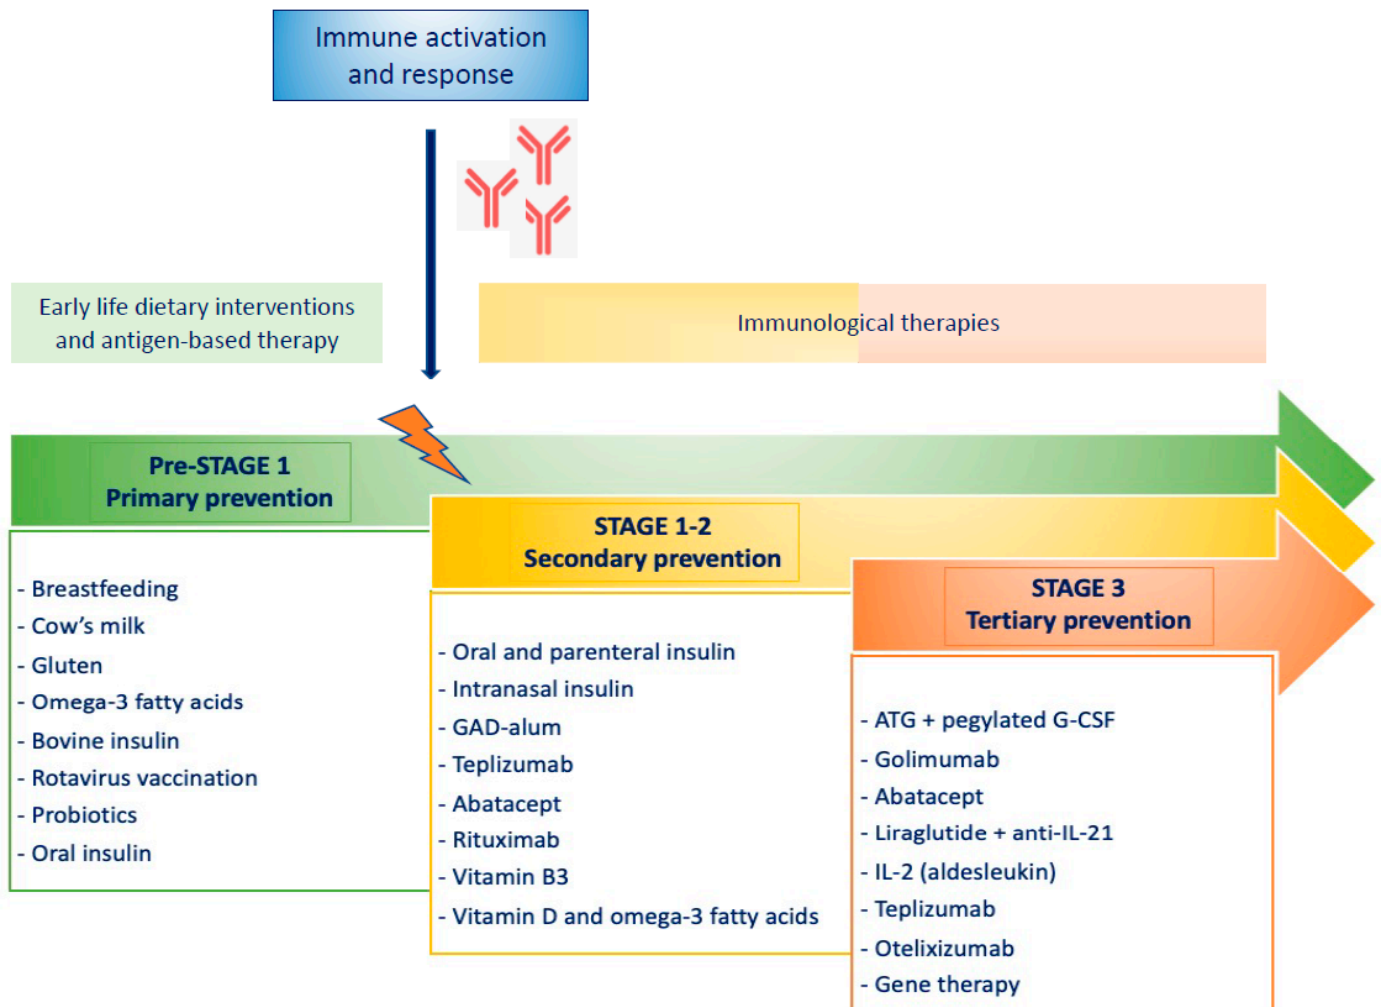 Immune activation
and response
Early life dietary interventions
and antigen-based therapy
Immunological therapies
Pre-STAGE 1
Primary prevention
- Breastfeeding
- Cow's milk
- Gluten
- Omega-3 fatty acids
- Bovine insulin
- Rotavirus vaccination
- Probiotics
- Oral insulin
STAGE 1-2
Secondary prevention
- Oral and parenteral insulin
- Intranasal insulin
- GAD-alum
- Teplizumab
- Abatacept
- Rituximab
- Vitamin B3
- Vitamin D and omega-3 fatty acids
STAGE 3
Tertiary prevention
- ATG + pegylated G-CSF
- Golimumab
- Abatacept
- Liraglutide + anti-IL-21
- IL-2 (aldesleukin)
- Teplizumab
- Otelixizumab
- Gene therapy